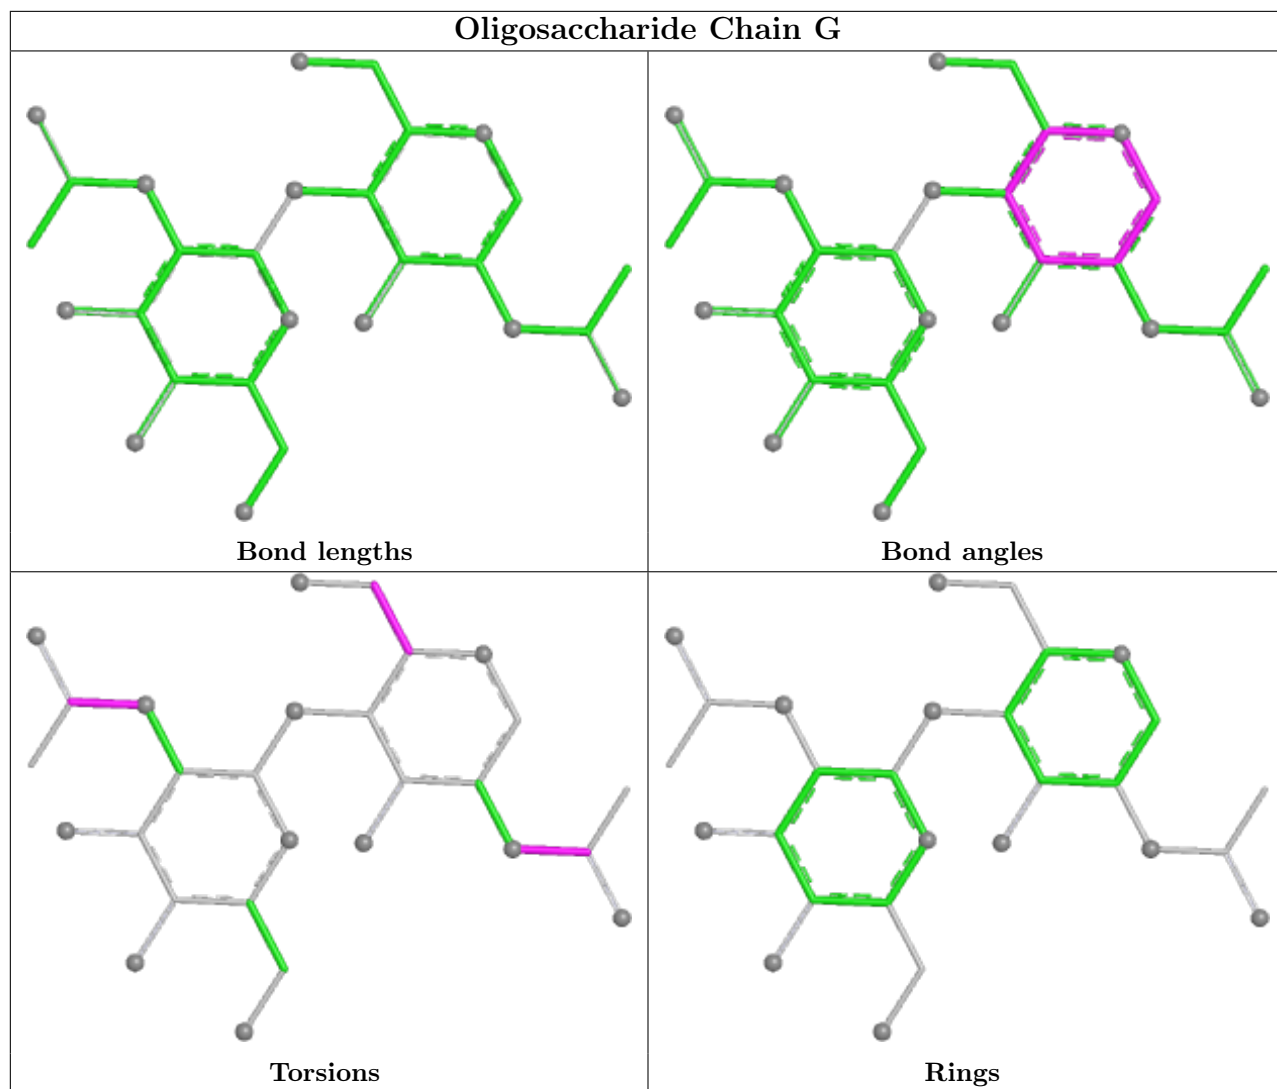 Oligosaccharide Chain G
Bond lengths
Bond angles
Torsions
Rings